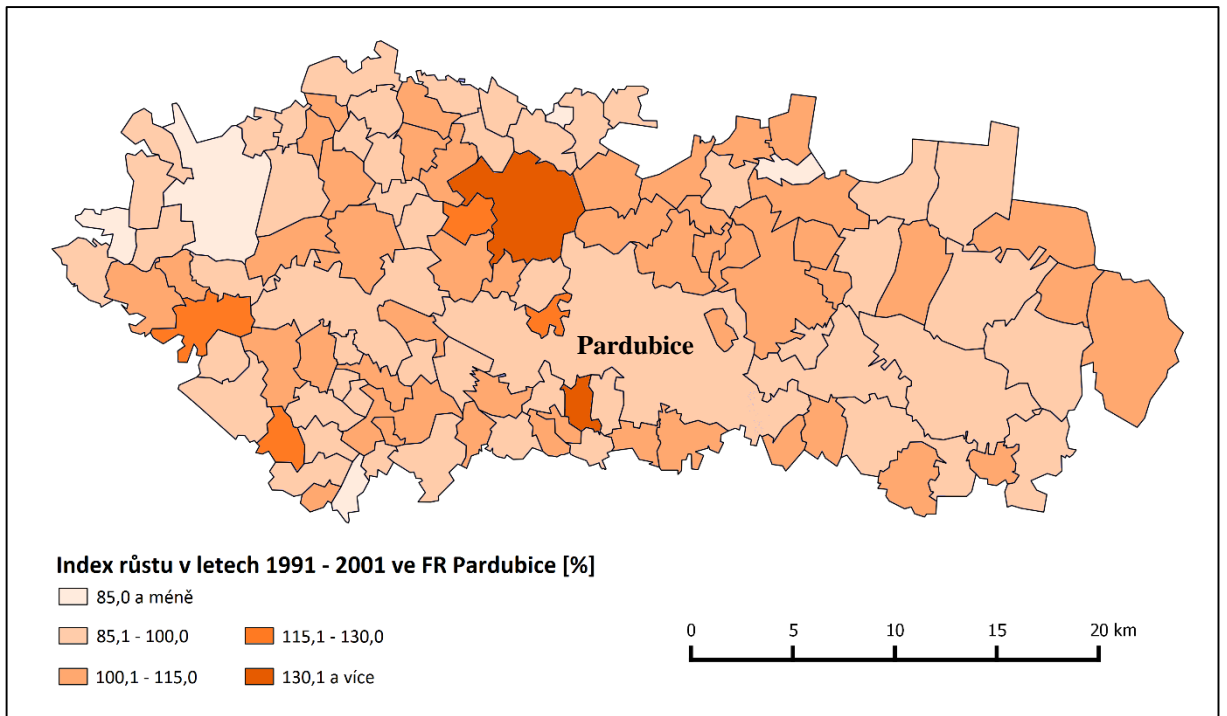 Pardubice
Index růstu v letech 1991 - 2001 ve FR Pardubice [%]
85,0 a méně
85,1 - 100,0
100,1 - 115,0
115,1 - 130,0
130,1 a více
0 5 10 15 20 km